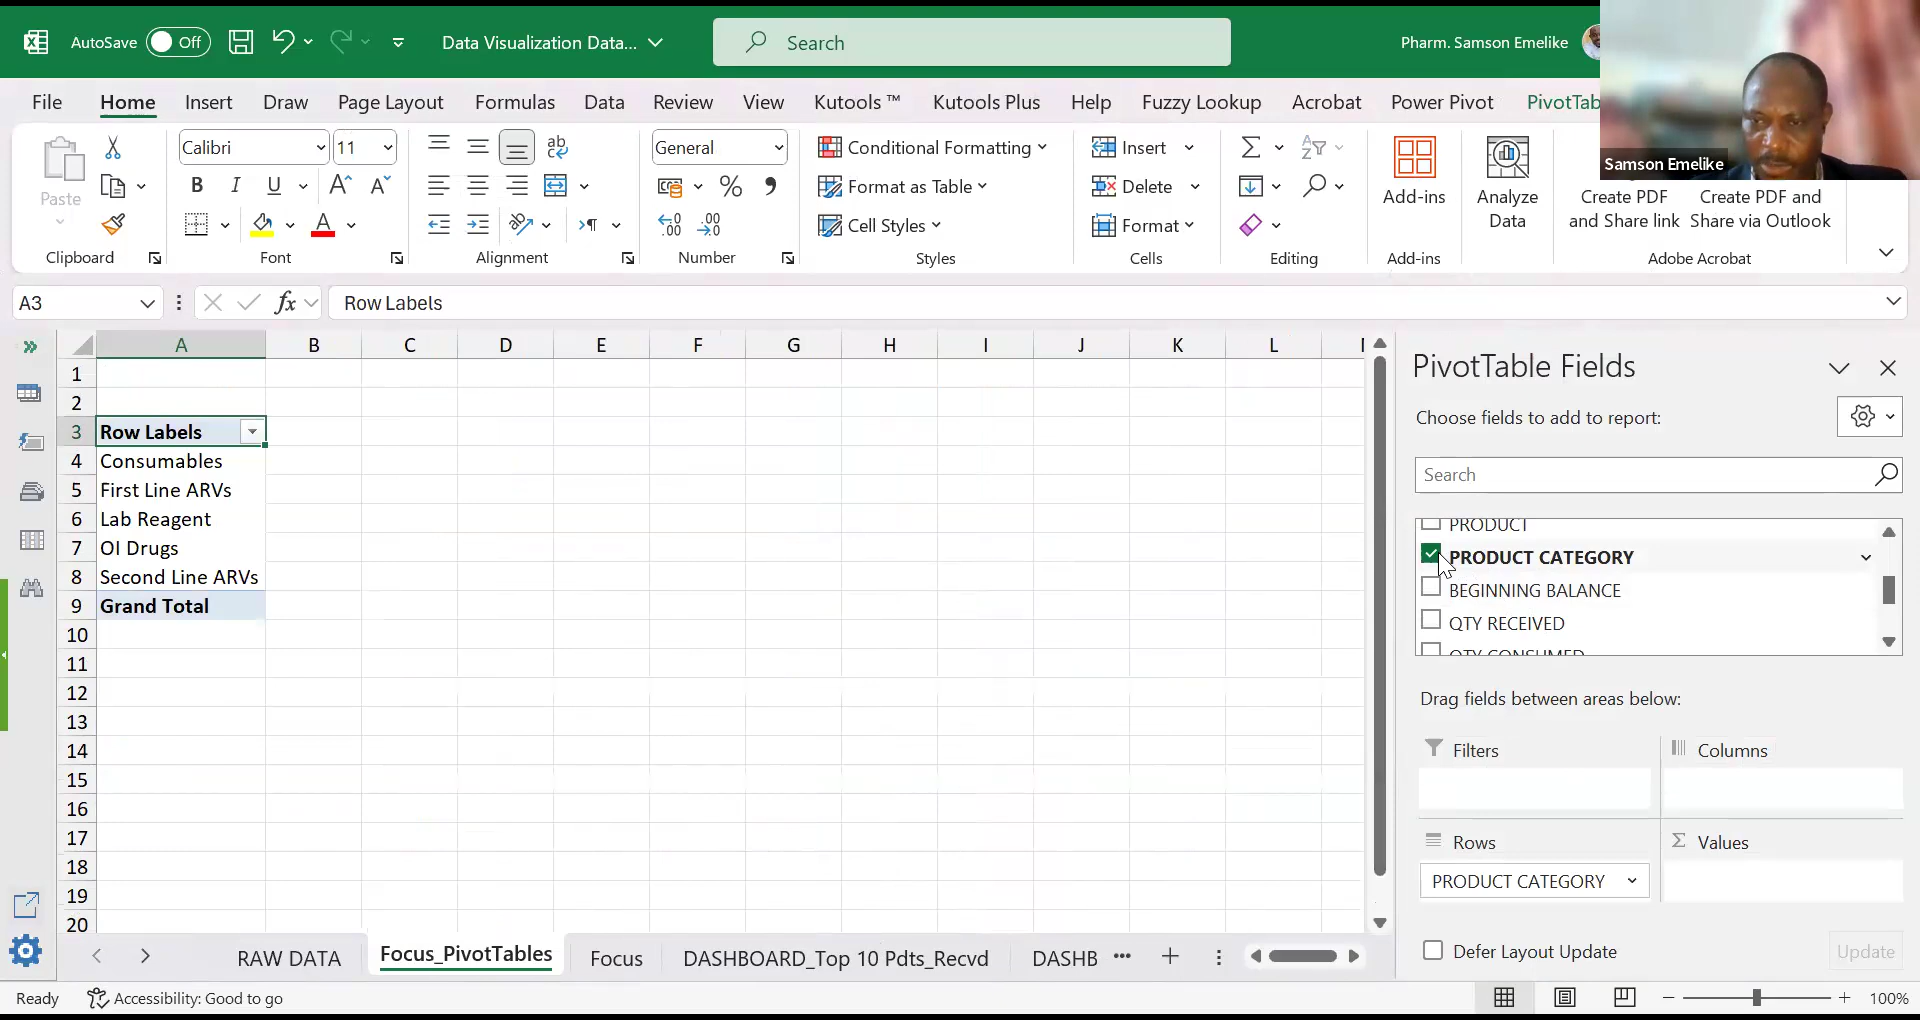 AutoSave Off Data Visualization Data... Search Pharm. Samson Emelike
File Home Insert Draw Page Layout Formulas Data Review View Kutools ™ Kutools Plus Help Fuzzy Lookup Acrobat Power Pivot PivotTab
Samson Emelike
Paste
Calibri 11
General
Conditional Formatting
Format as Table
Cell Styles
Insert
Delete
Format
Add-ins
Analyze
Data
Create PDF
and Share link
Create PDF and
Share via Outlook
Clipboard Font Alignment Number Styles Cells Editing Add-ins Adobe Acrobat
A3 fx Row Labels
A B C D E F G H I J K L
1
2
3 Row Labels
4 Consumables
5 First Line ARVs
6 Lab Reagent
7 OI Drugs
8 Second Line ARVs
9 Grand Total
10
11
12
13
14
15
16
17
18
19
20
PivotTable Fields
Choose fields to add to report:
Search
PRODUCT
PRODUCT CATEGORY
BEGINNING BALANCE
QTY RECEIVED
QTY CONSUMED
Drag fields between areas below:
Filters Columns
Rows Values
PRODUCT CATEGORY
Defer Layout Update Update
RAW DATA Focus_PivotTables Focus DASHBOARD_Top 10 Pdts_Recvd DASHB ...
Ready Accessibility: Good to go 100%